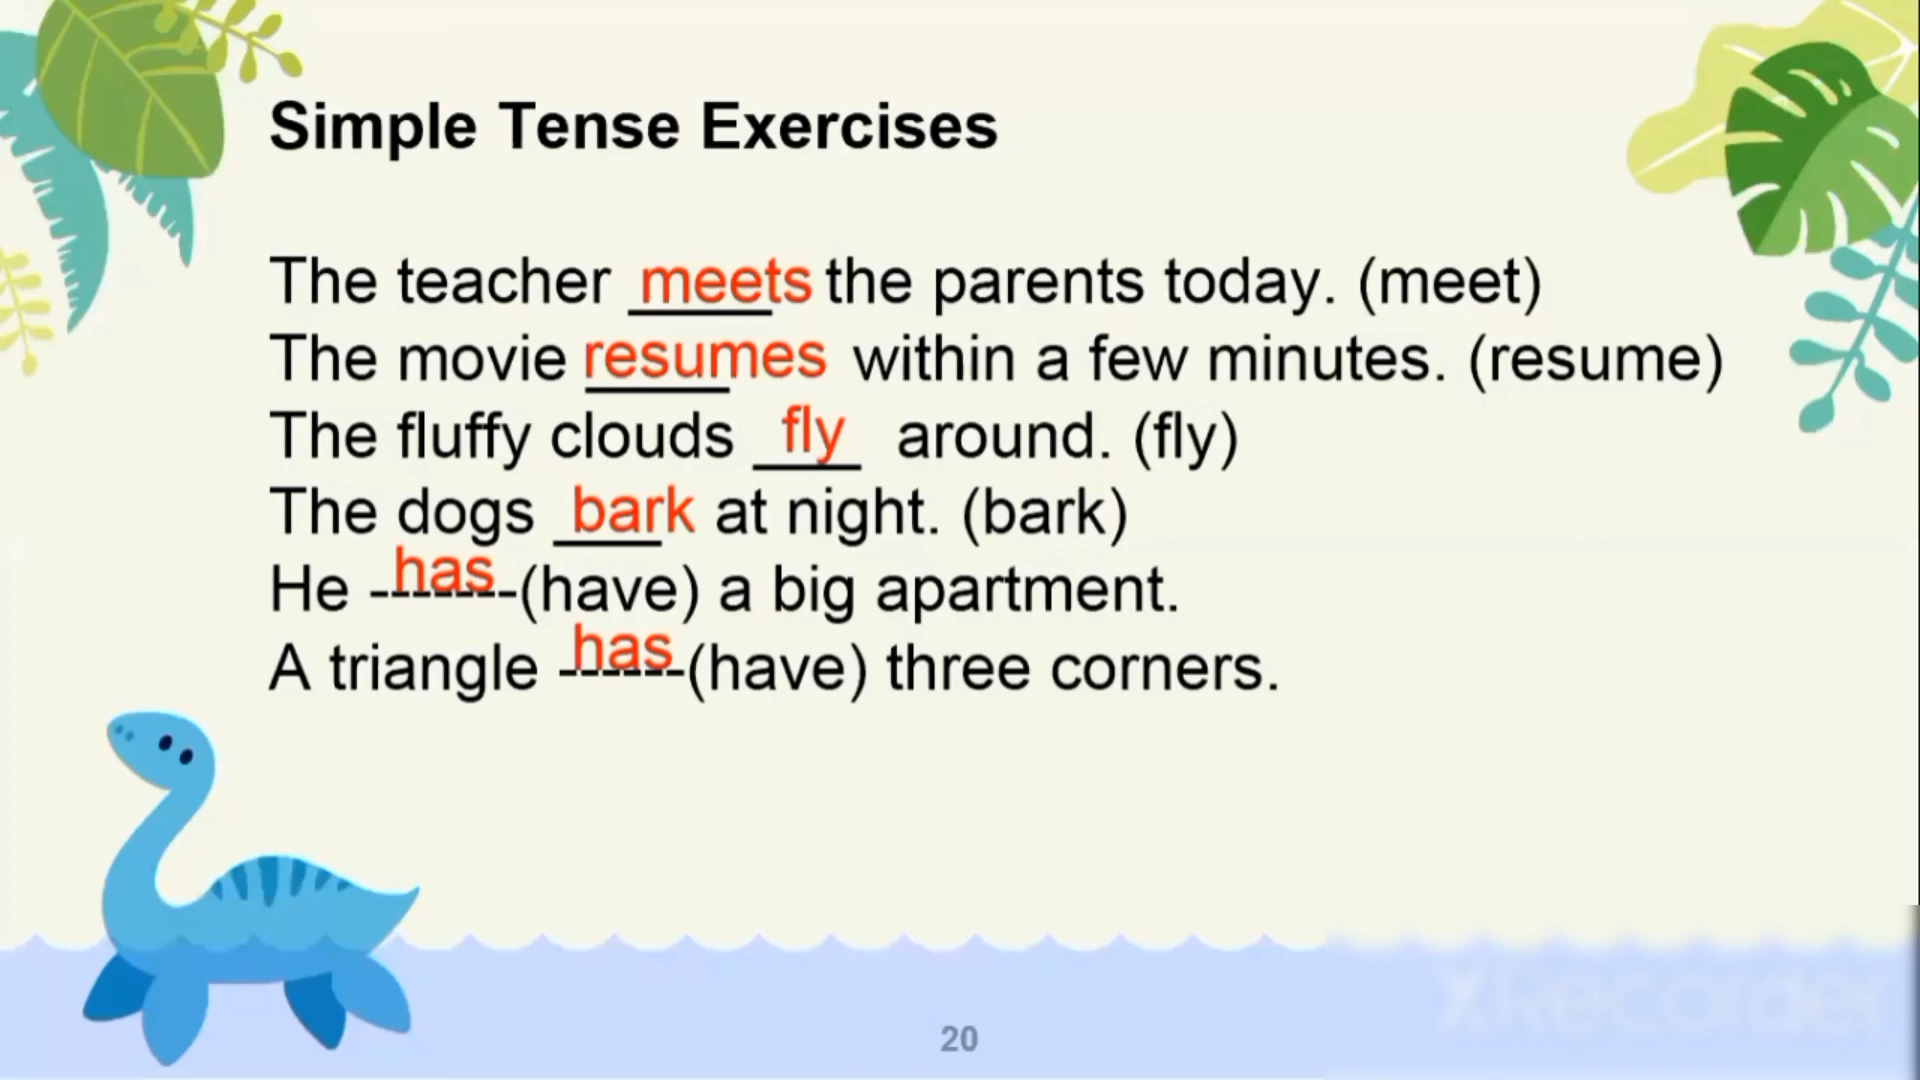 Simple Tense Exercises
The teacher meets the parents today. (meet)
The movie resumes within a few minutes. (resume)
The fluffy clouds fly around. (fly)
The dogs bark at night. (bark)
He -------has(have) a big apartment.
A triangle ------has(have) three corners.
XRecorder
20